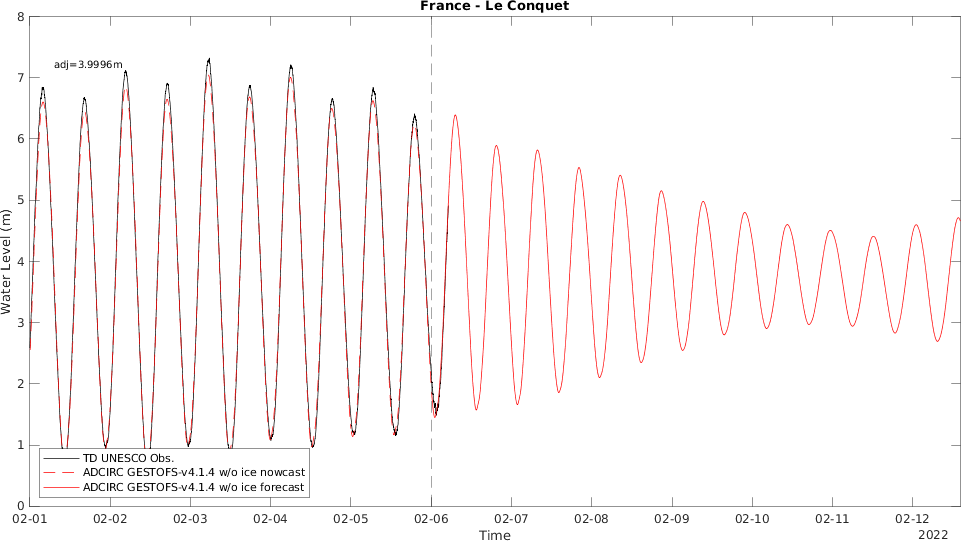 France - Le Conquet
8
7
6
5
4
3
2
1
0
Water Level (m)
adj=3.9996m
TD UNESCO Obs.
ADCIRC GESTOFS-v4.1.4 w/o ice nowcast
ADCIRC GESTOFS-v4.1.4 w/o ice forecast
02-01 02-02 02-03 02-04 02-05 02-06 02-07 02-08 02-09 02-10 02-11 02-12
Time
2022